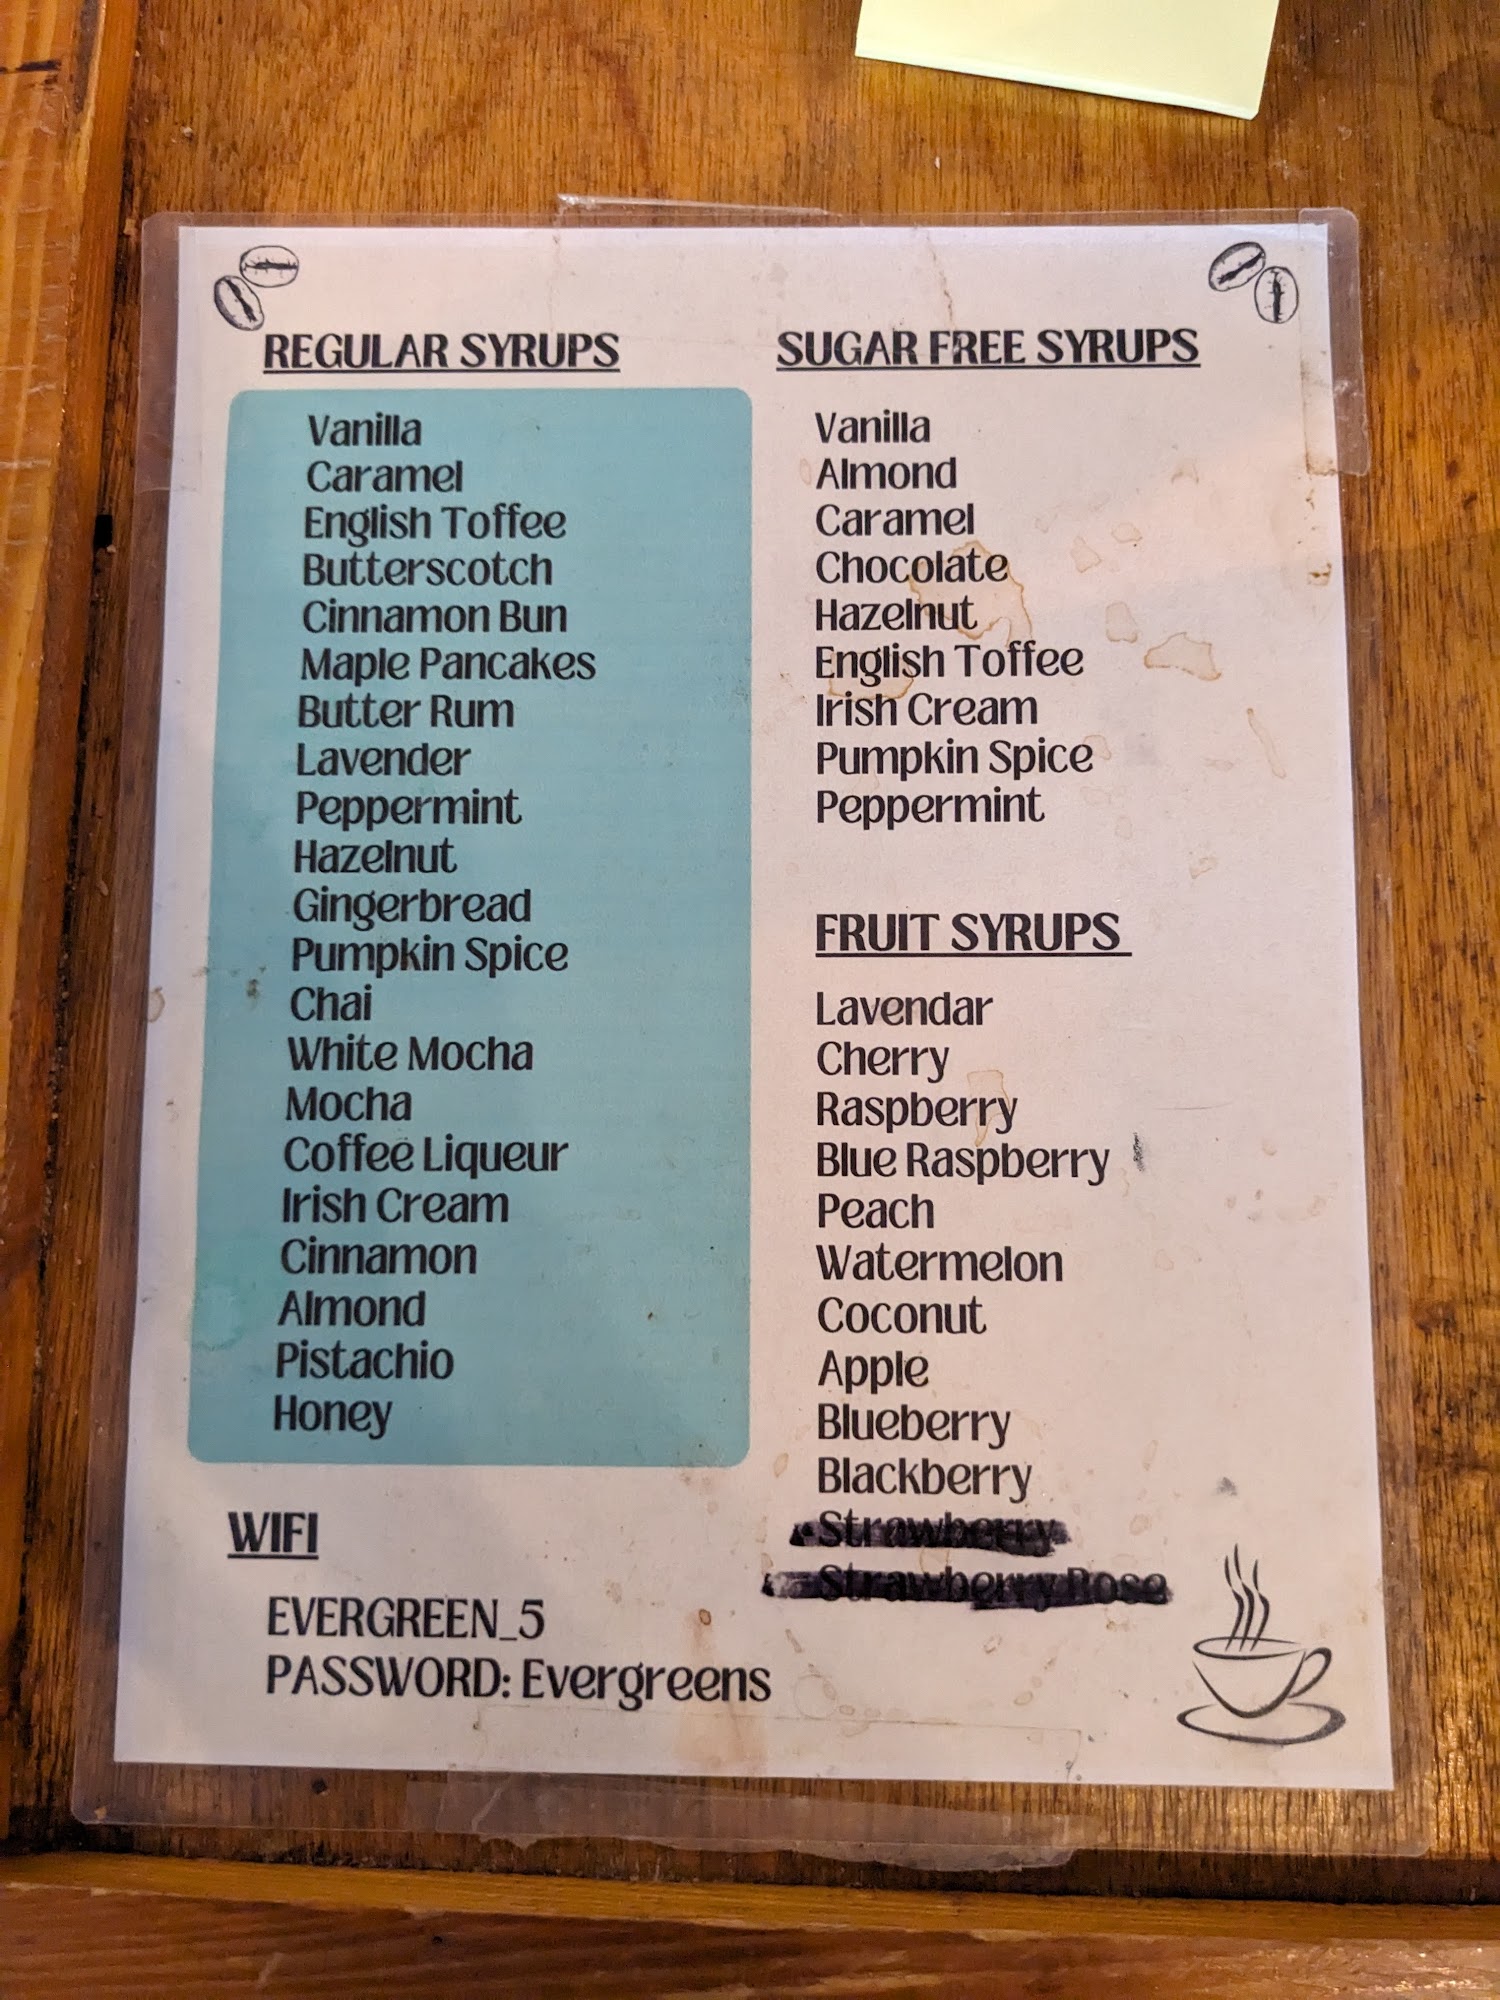 REGULAR SYRUPS
Vanilla
Caramel
English Toffee
Butterscotch
Cinnamon Bun
Maple Pancakes
Butter Rum
Lavender
Peppermint
Hazelnut
Gingerbread
Pumpkin Spice
Chai
White Mocha
Mocha
Coffee Liqueur
Irish Cream
Cinnamon
Almond
Pistachio
Honey
WIFI
EVERGREEN_5
PASSWORD: Evergreens
SUGAR FREE SYRUPS
Vanilla
Almond
Caramel
Chocolate
Hazelnut
English Toffee
Irish Cream
Pumpkin Spice
Peppermint
FRUIT SYRUPS
Lavendar
Cherry
Raspberry
Blue Raspberry
Peach
Watermelon
Coconut
Apple
Blueberry
Blackberry
Strawberry
Strawberry Rose